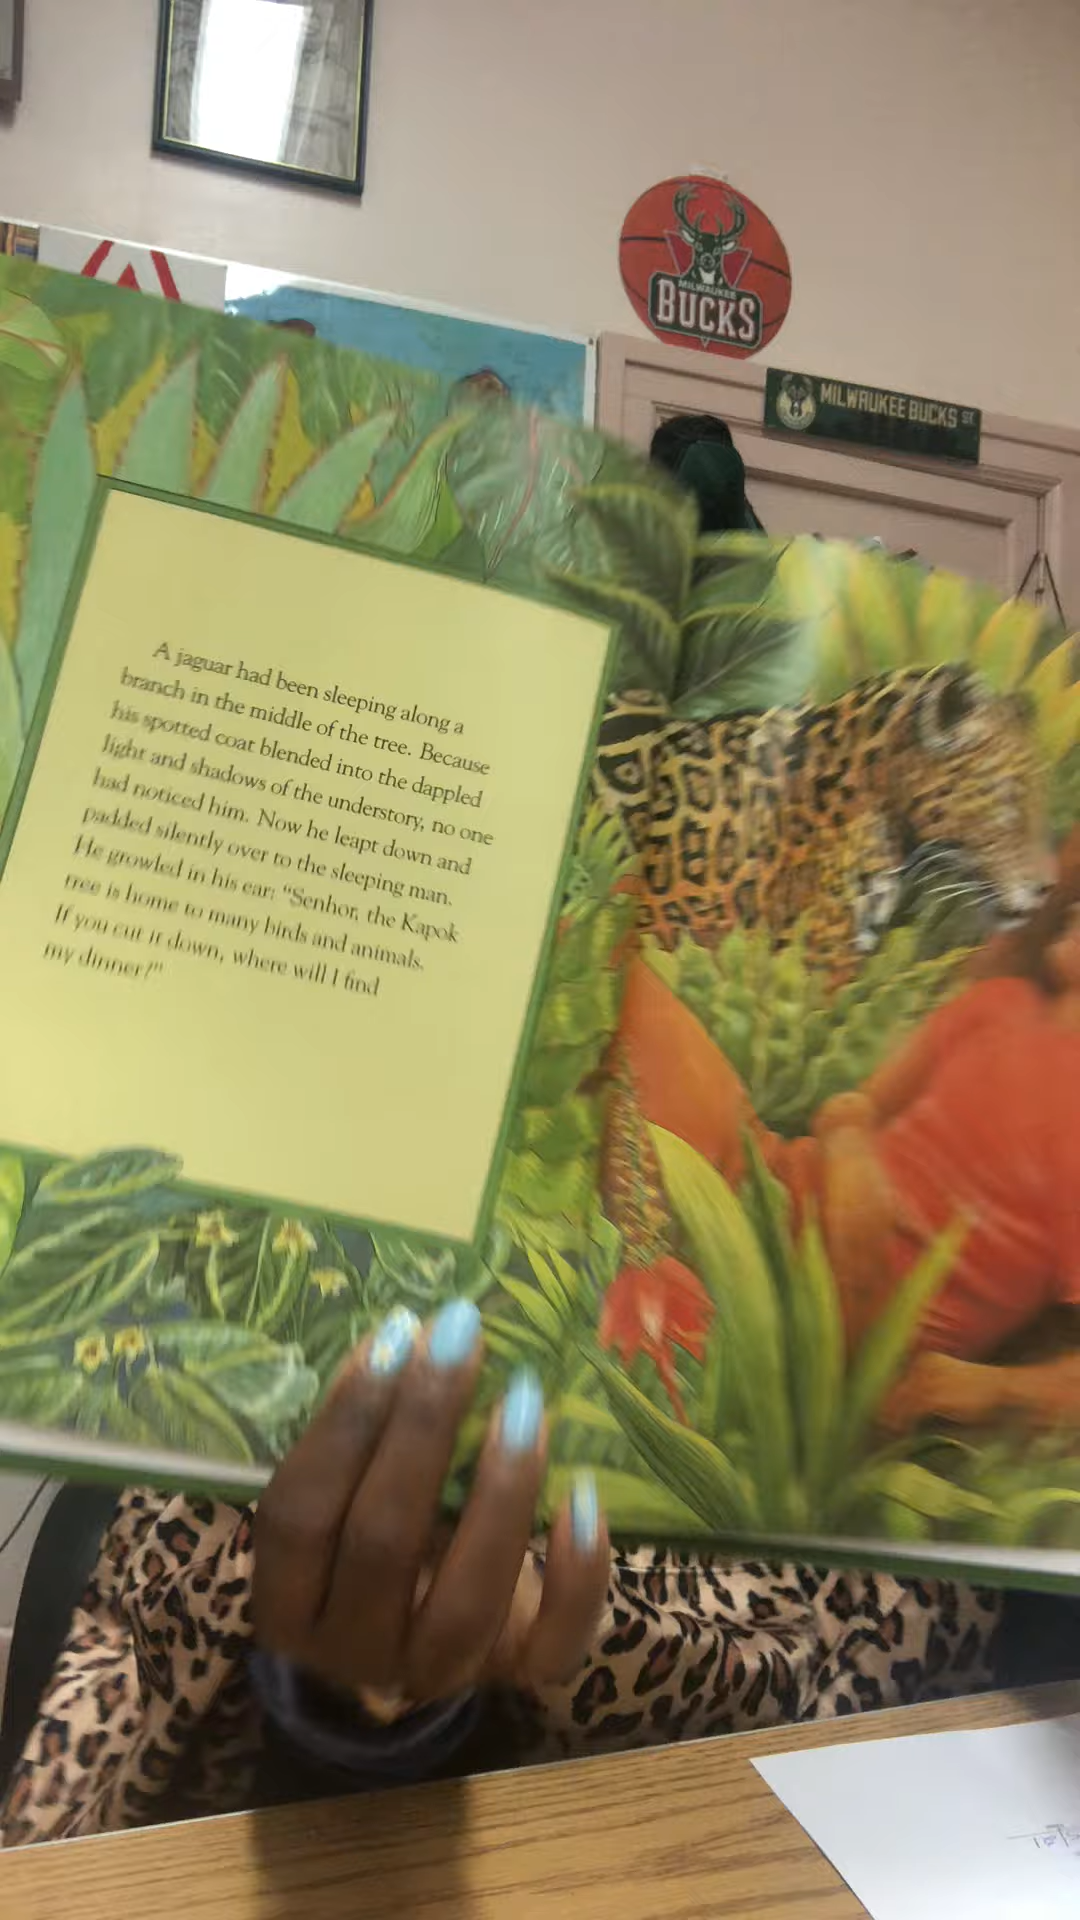 MILWAUKEE
BUCKS
MILWAUKEE BUCKS ST.
A jaguar had been sleeping along a
branch in the middle of the tree. Because
his spotted coat blended into the dappled
light and shadows of the understory, no one
had noticed him. Now he leapt down and
padded silently over to the sleeping man.
He growled in his ear: "Senhor, the Kapok
tree is home to many birds and animals.
If you cut it down, where will I find
my dinner?"